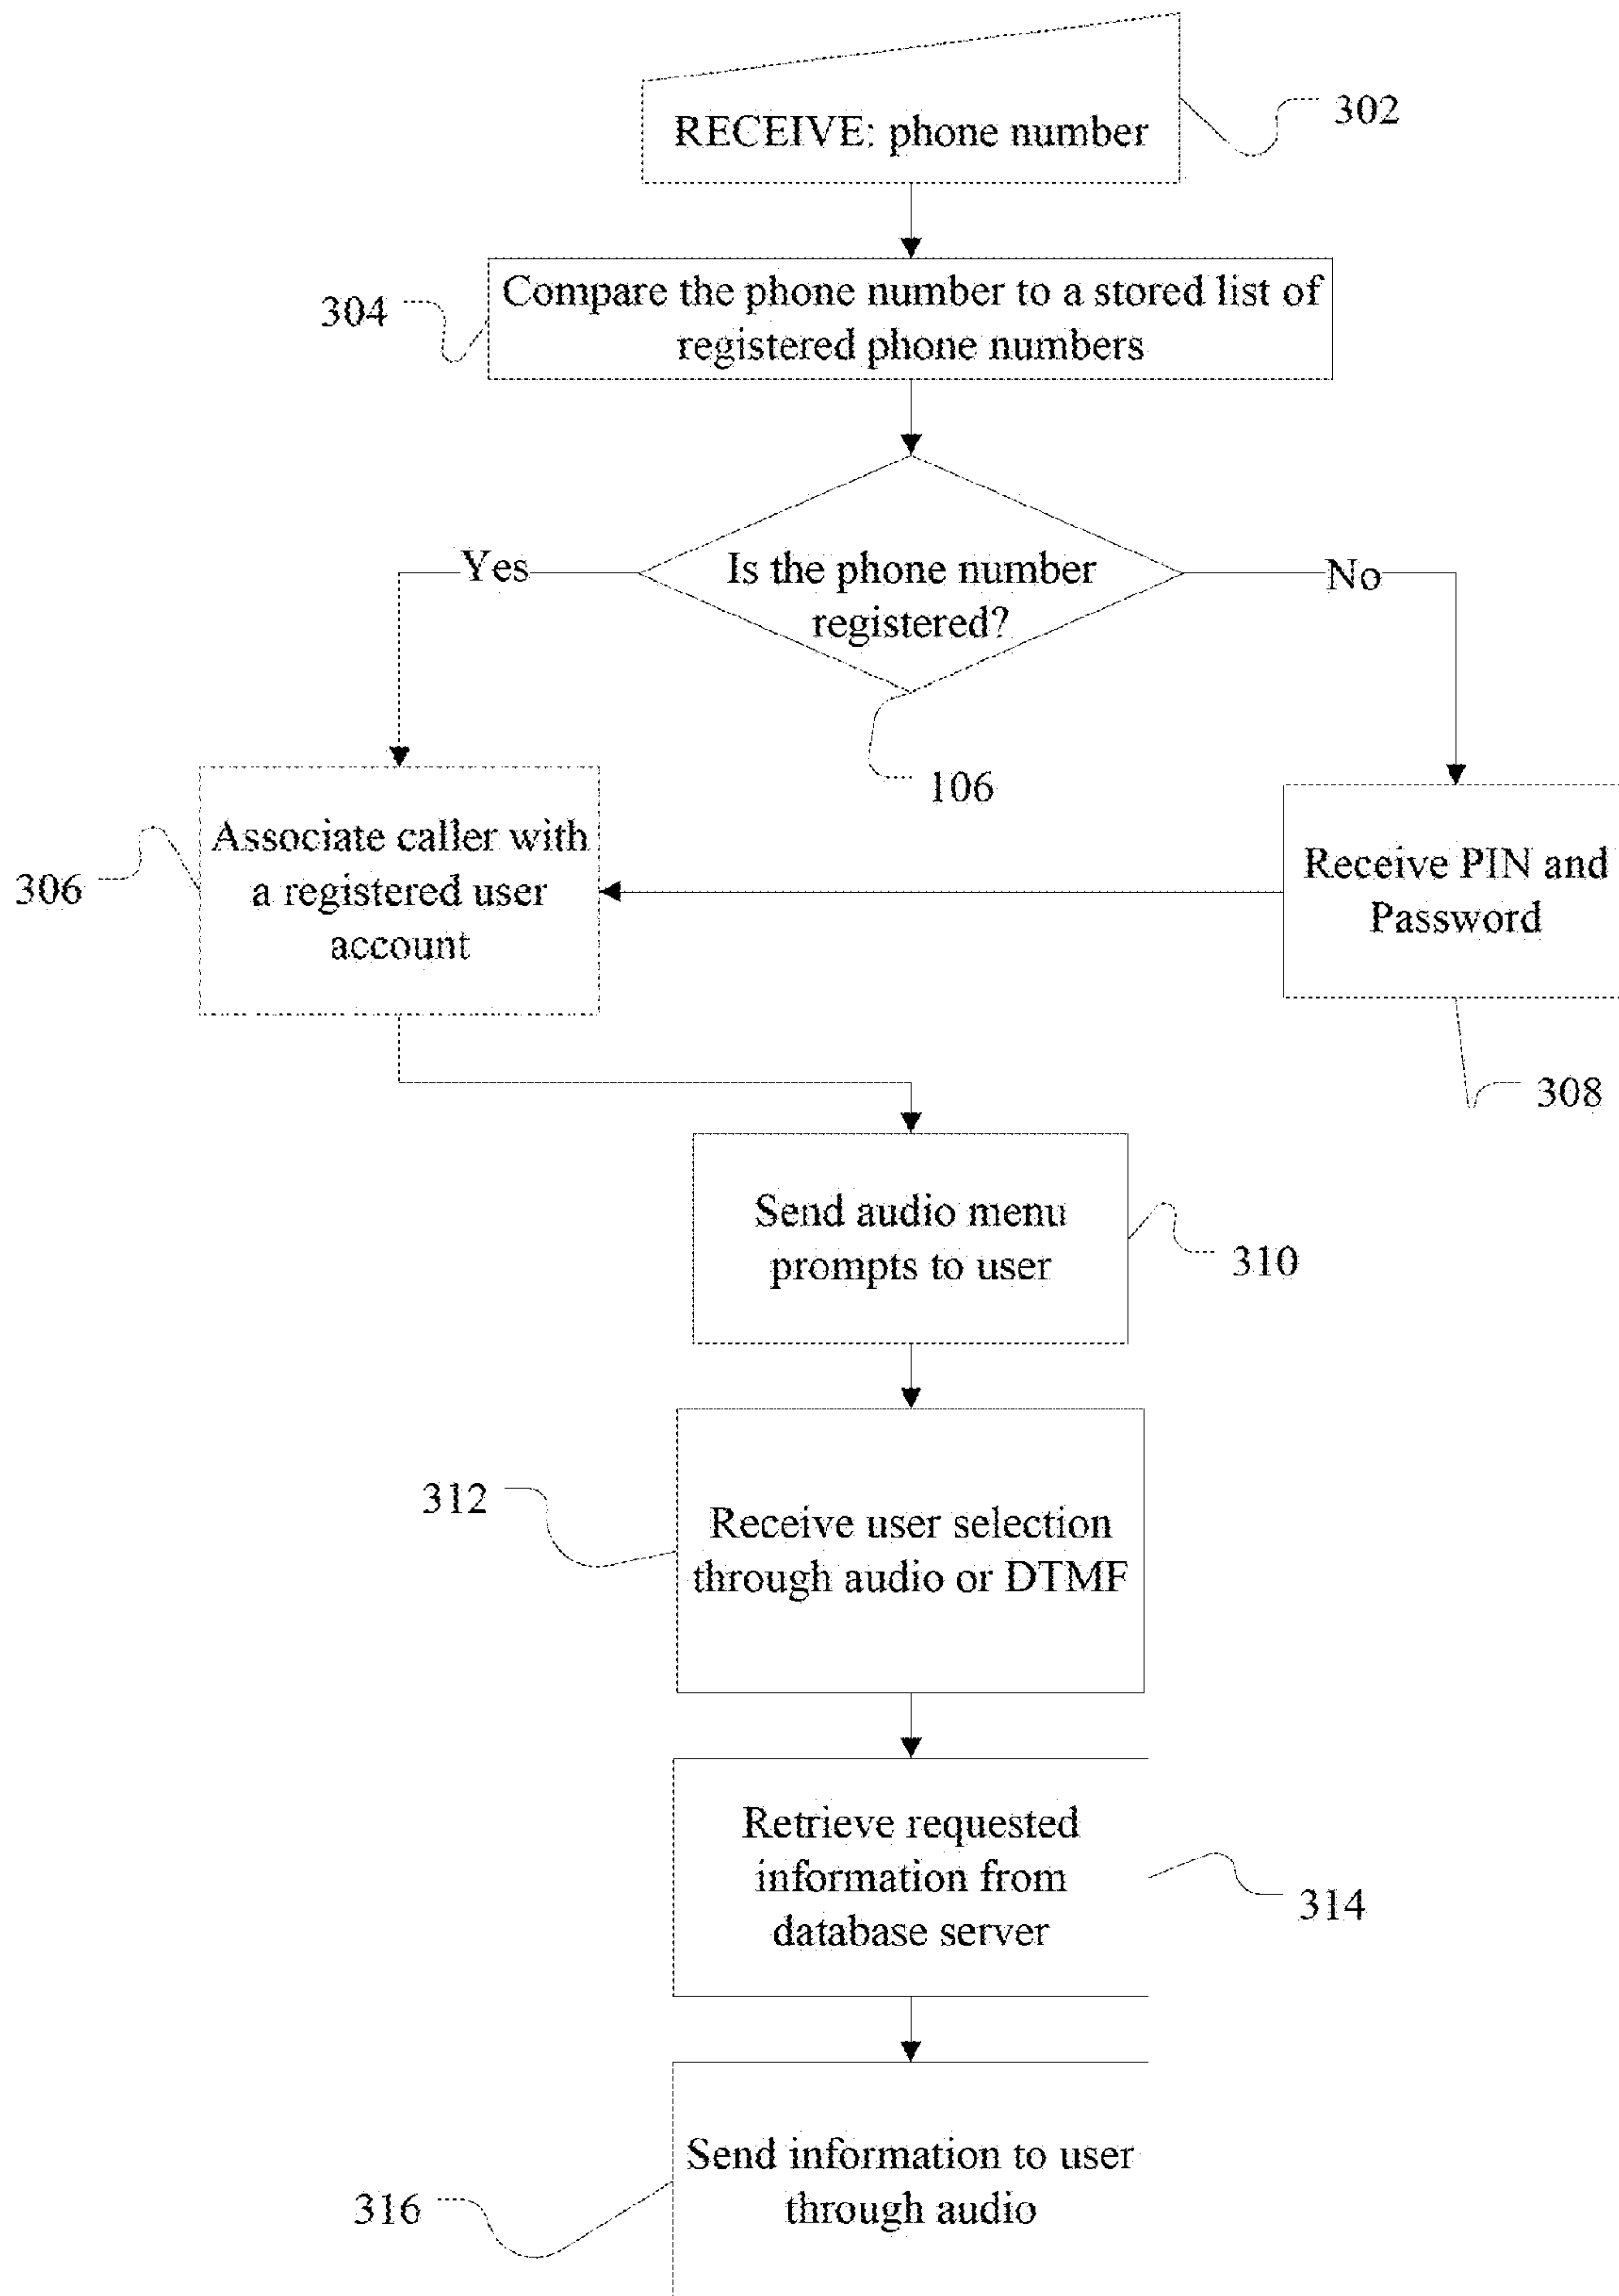 RECEIVE: phone number
302
Compare the phone number to a stored list of
registered phone numbers
304
Yes
Is the phone number
registered?
No
106
Associate caller with
a registered user
account
306
Receive PIN and
Password
308
Send audio menu
prompts to user
310
312
Receive user selection
through audio or DTMF
Retrieve requested
information from
database server
314
Send information to user
through audio
316